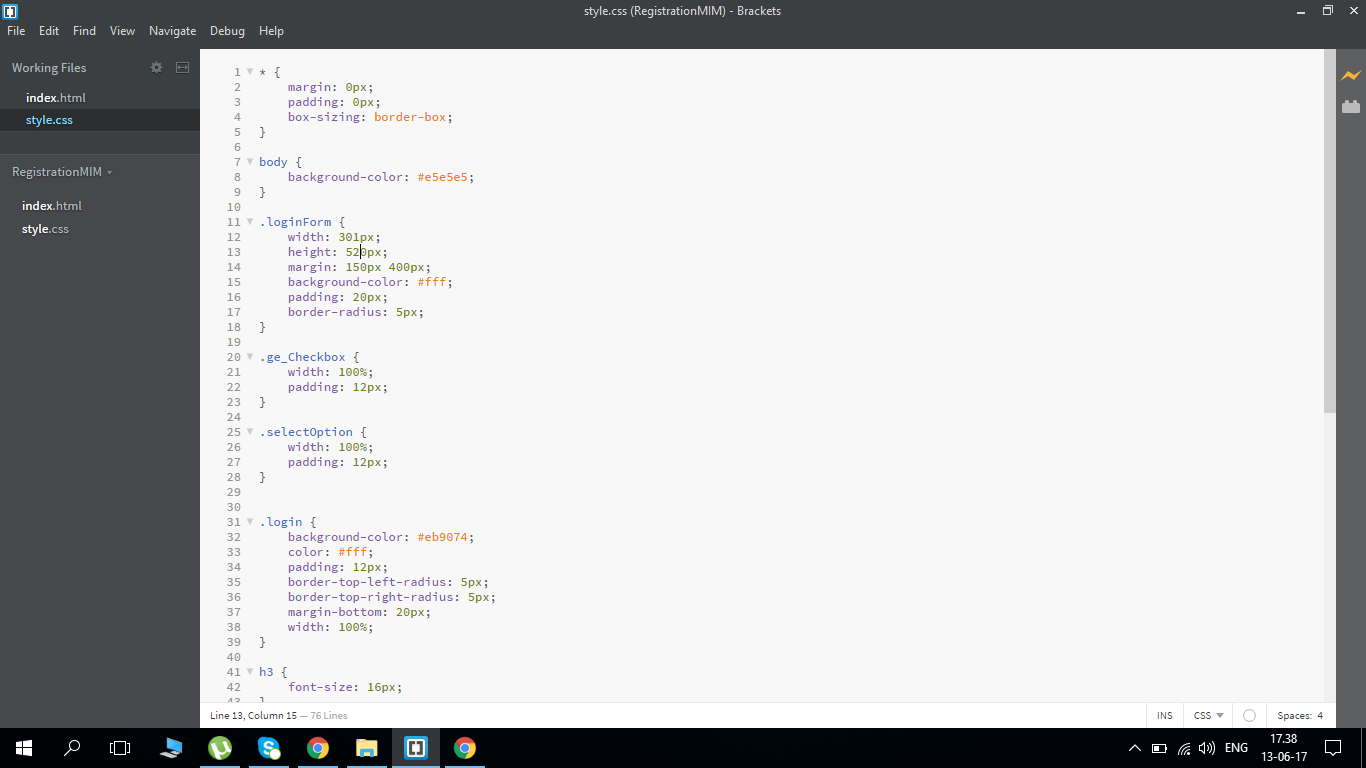 style.css (RegistrationMIM) - Brackets
File Edit Find View Navigate Debug Help
Working Files
index.html
style.css
RegistrationMIM
index.html
style.css
1 * {
2 margin: 0px;
3 padding: 0px;
4 box-sizing: border-box;
5 }
6
7 body {
8 background-color: #e5e5e5;
9 }
10
11 .loginForm {
12 width: 301px;
13 height: 520px;
14 margin: 150px 400px;
15 background-color: #fff;
16 padding: 20px;
17 border-radius: 5px;
18 }
19
20 .ge_Checkbox {
21 width: 100%;
22 padding: 12px;
23 }
24
25 .selectOption {
26 width: 100%;
27 padding: 12px;
28 }
29
30
31 .login {
32 background-color: #eb9074;
33 color: #fff;
34 padding: 12px;
35 border-top-left-radius: 5px;
36 border-top-right-radius: 5px;
37 margin-bottom: 20px;
38 width: 100%;
39 }
40
41 h3 {
42 font-size: 16px;
43 }
Line 13, Column 15 — 76 Lines
INS CSS Spaces: 4
ENG
17.38
13-06-17